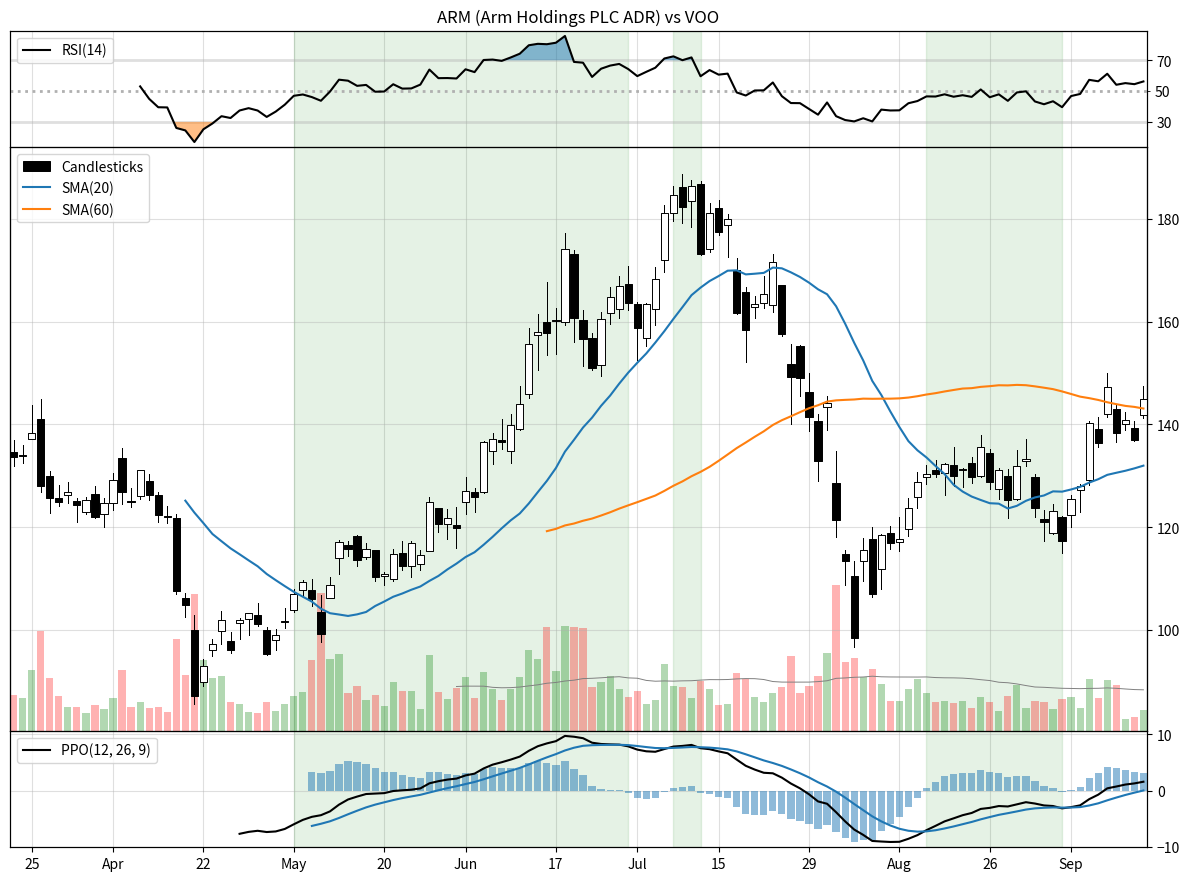 ARM (Arm Holdings PLC ADR) vs VOO
RSI(14)
70
50
30
Candlesticks
SMA(20)
SMA(60)
180
160
140
120
100
PPO(12, 26, 9)
10
0
−10
25 Apr 22 May 20 Jun 17 Jul 15 29 Aug 26 Sep